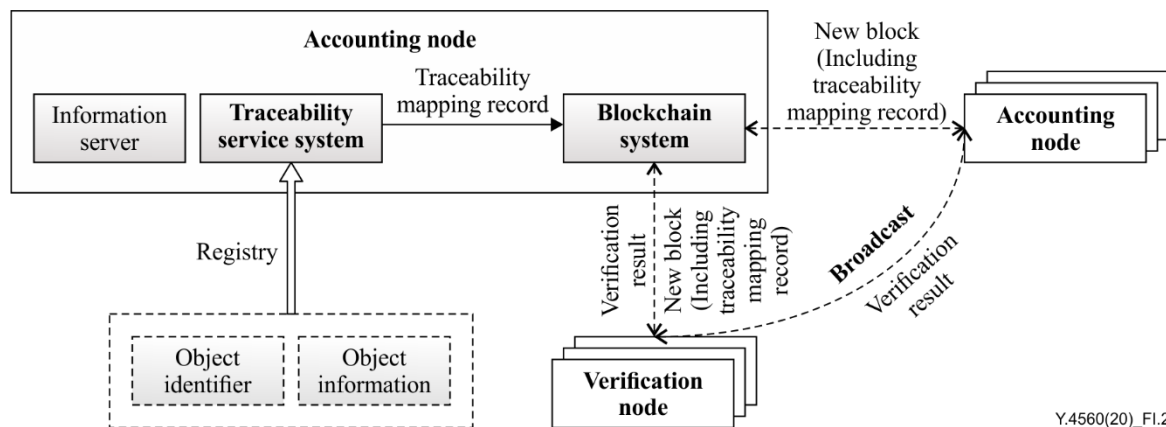 Accounting node
Information
server
Traceability
service system
Traceability
mapping record
Blockchain
system
New block
(Including
traceability
mapping record)
Accounting
node
Registry
Verification
result
New block
(Including
traceability
mapping
record)
Broadcast
Verification
result
Object
identifier
Object
information
Verification
node
Y.4560(20)_FI.2